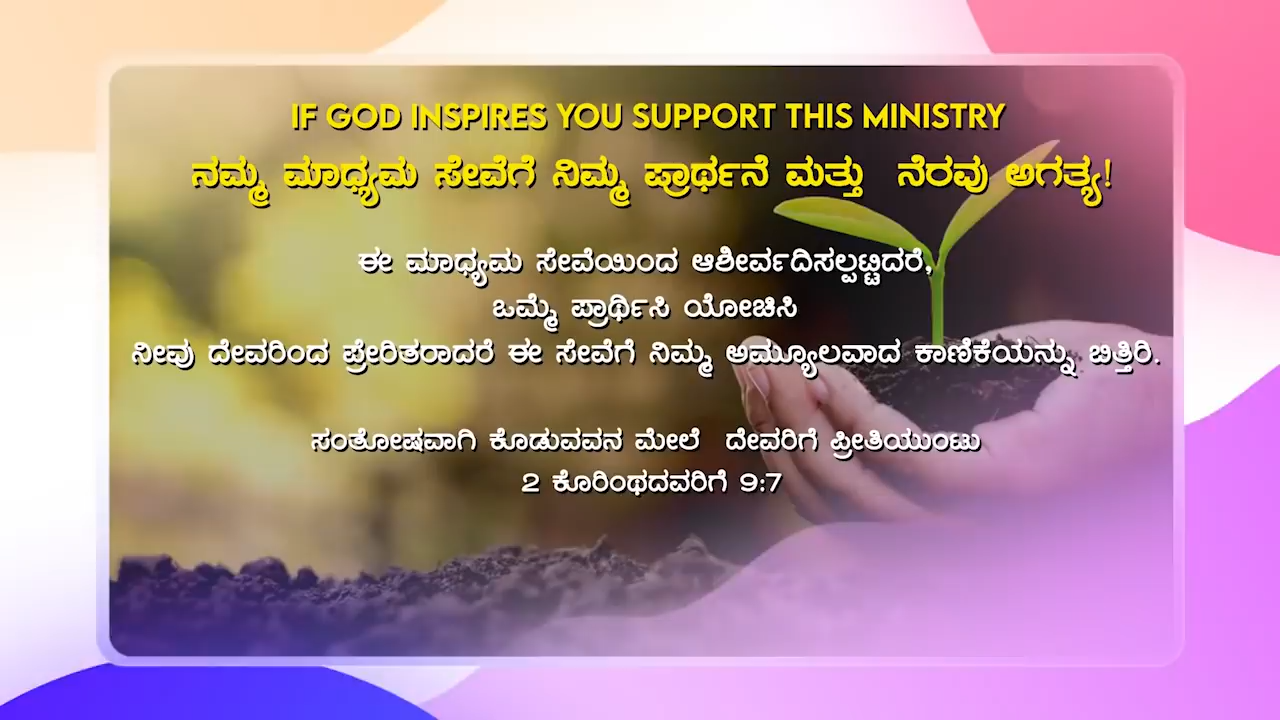 IF GOD INSPIRES YOU SUPPORT THIS MINISTRY
ನಮ್ಮ ಮಾಧ್ಯಮ ಸೇವೆಗೆ ನಿಮ್ಮ ಪ್ರಾರ್ಥನೆ ಮತ್ತು ನೆರವು ಅಗತ್ಯ!
ಈ ಮಾಧ್ಯಮ ಸೇವೆಯಿಂದ ಆಶೀರ್ವದಿಸಲ್ಪಟ್ಟಿದರೆ,
ಒಮ್ಮೆ ಪ್ರಾರ್ಥಿಸಿ ಯೋಚಿಸಿ
ನೀವು ದೇವರಿಂದ ಪ್ರೇರಿತರಾದರೆ ಈ ಸೇವೆಗೆ ನಿಮ್ಮ ಅಮ್ಯೂಲವಾದ ಕಾಣಿಕೆಯನ್ನು ಬಿತ್ತಿರಿ.
ಸಂತೋಷವಾಗಿ ಕೊಡುವವನ ಮೇಲೆ ದೇವರಿಗೆ ಪ್ರೀತಿಯುಂಟು
2 ಕೊರಿಂಥದವರಿಗೆ 9:7